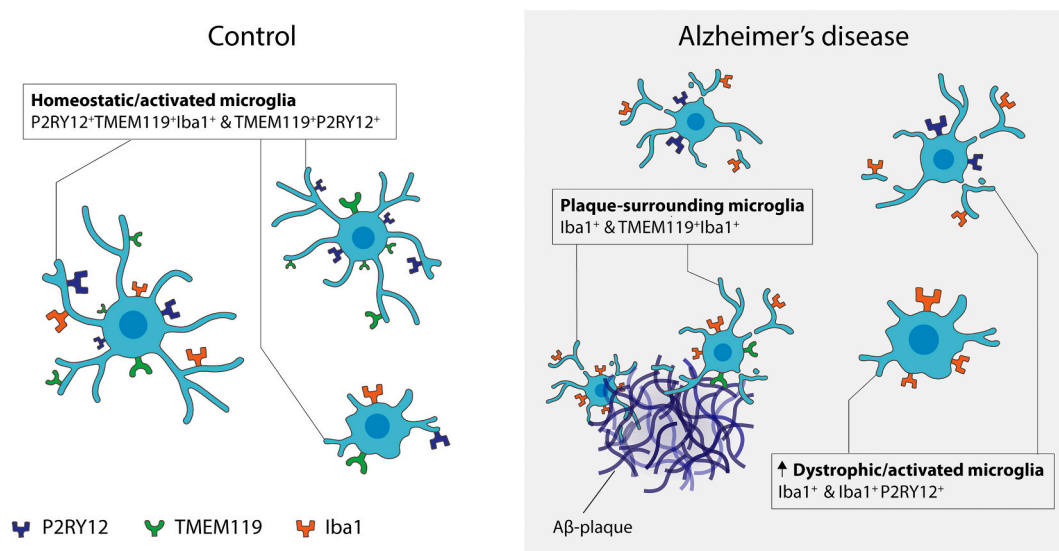 Control
Homeostatic/activated microglia
P2RY12⁺TMEM119⁺Iba1⁺ & TMEM119⁺P2RY12⁺
P2RY12
TMEM119
Iba1
Alzheimer’s disease
Plaque-surrounding microglia
Iba1⁺ & TMEM119⁺Iba1⁺
Aβ-plaque
↑ Dystrophic/activated microglia
Iba1⁺ & Iba1⁺P2RY12⁺